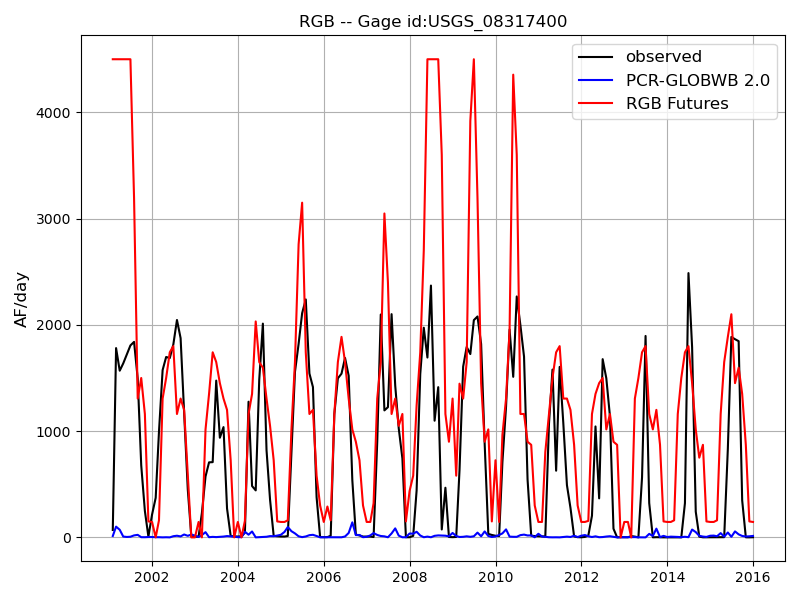 RGB -- Gage id:USGS_08317400
observed
PCR-GLOBWB 2.0
RGB Futures
AF/day
4000
3000
2000
1000
0
2002 2004 2006 2008 2010 2012 2014 2016